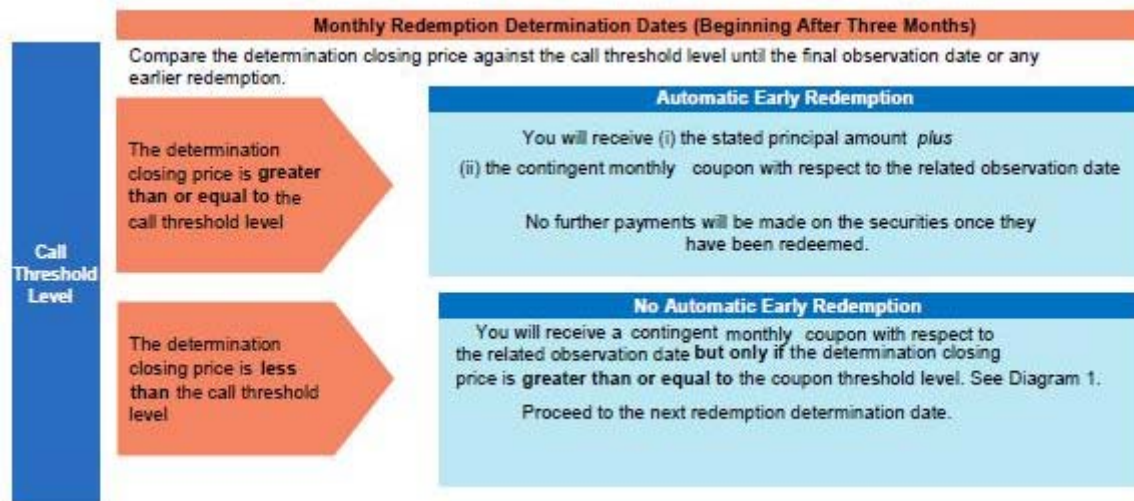 Monthly Redemption Determination Dates (Beginning After Three Months)
Compare the determination closing price against the call threshold level until the final observation date or any
earlier redemption.
Call
Threshold
Level
The determination
closing price is greater
than or equal to the
call threshold level
Automatic Early Redemption
You will receive (i) the stated principal amount plus
(ii) the contingent monthly coupon with respect to the related observation date
No further payments will be made on the securities once they
have been redeemed.
The determination
closing price is less
than the call threshold
level
No Automatic Early Redemption
You will receive a contingent monthly coupon with respect to
the related observation date but only if the determination closing
price is greater than or equal to the coupon threshold level. See Diagram 1.
Proceed to the next redemption determination date.